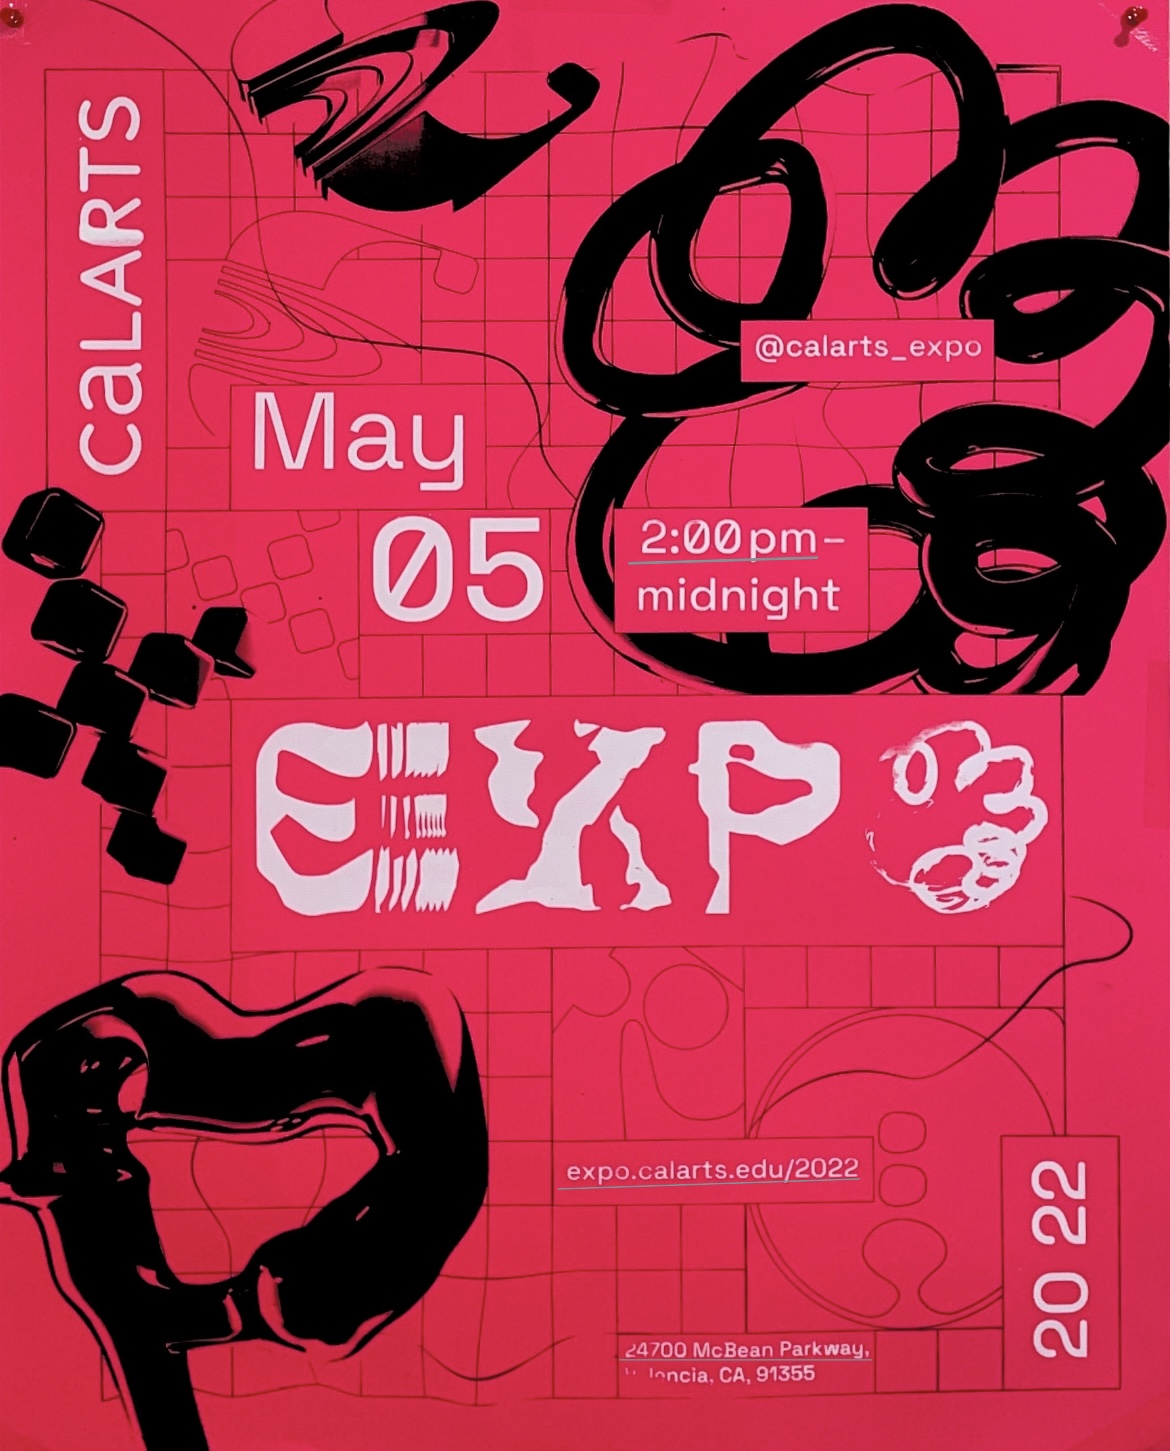 CaLARTS
@calarts_expo
May
05
2:00pm–
midnight
EXPO
expo.calarts.edu/2022
20 22
24700 McBean Parkway,
CA, 91355